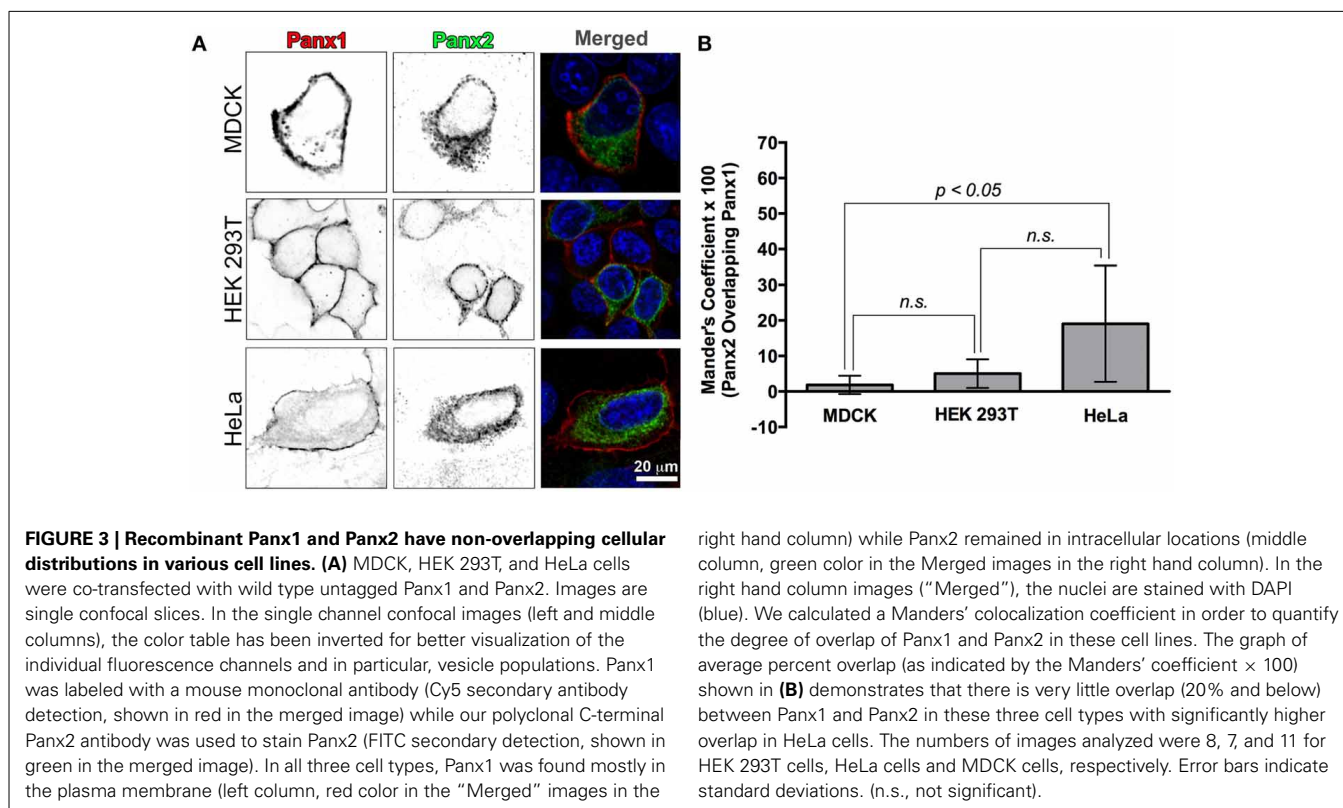 A
Panx1
Panx2
Merged
MDCK
HEK 293T
HeLa
20 μm
B
Mander's Coefficient x 100
(Panx2 Overlapping Panx1)
70
60
50
40
30
20
10
0
-10
p < 0.05
n.s.
n.s.
MDCK
HEK 293T
HeLa
FIGURE 3 | Recombinant Panx1 and Panx2 have non-overlapping cellular
distributions in various cell lines. (A) MDCK, HEK 293T, and HeLa cells
were co-transfected with wild type untagged Panx1 and Panx2. Images are
single confocal slices. In the single channel confocal images (left and middle
columns), the color table has been inverted for better visualization of the
individual fluorescence channels and in particular, vesicle populations. Panx1
was labeled with a mouse monoclonal antibody (Cy5 secondary antibody
detection, shown in red in the merged image) while our polyclonal C-terminal
Panx2 antibody was used to stain Panx2 (FITC secondary detection, shown in
green in the merged image). In all three cell types, Panx1 was found mostly in
the plasma membrane (left column, red color in the “Merged” images in the
right hand column) while Panx2 remained in intracellular locations (middle
column, green color in the Merged images in the right hand column). In the
right hand column images (“Merged”), the nuclei are stained with DAPI
(blue). We calculated a Manders’ colocalization coefficient in order to quantify
the degree of overlap of Panx1 and Panx2 in these cell lines. The graph of
average percent overlap (as indicated by the Manders’ coefficient × 100)
shown in (B) demonstrates that there is very little overlap (20% and below)
between Panx1 and Panx2 in these three cell types with significantly higher
overlap in HeLa cells. The numbers of images analyzed were 8, 7, and 11 for
HEK 293T cells, HeLa cells and MDCK cells, respectively. Error bars indicate
standard deviations. (n.s., not significant).